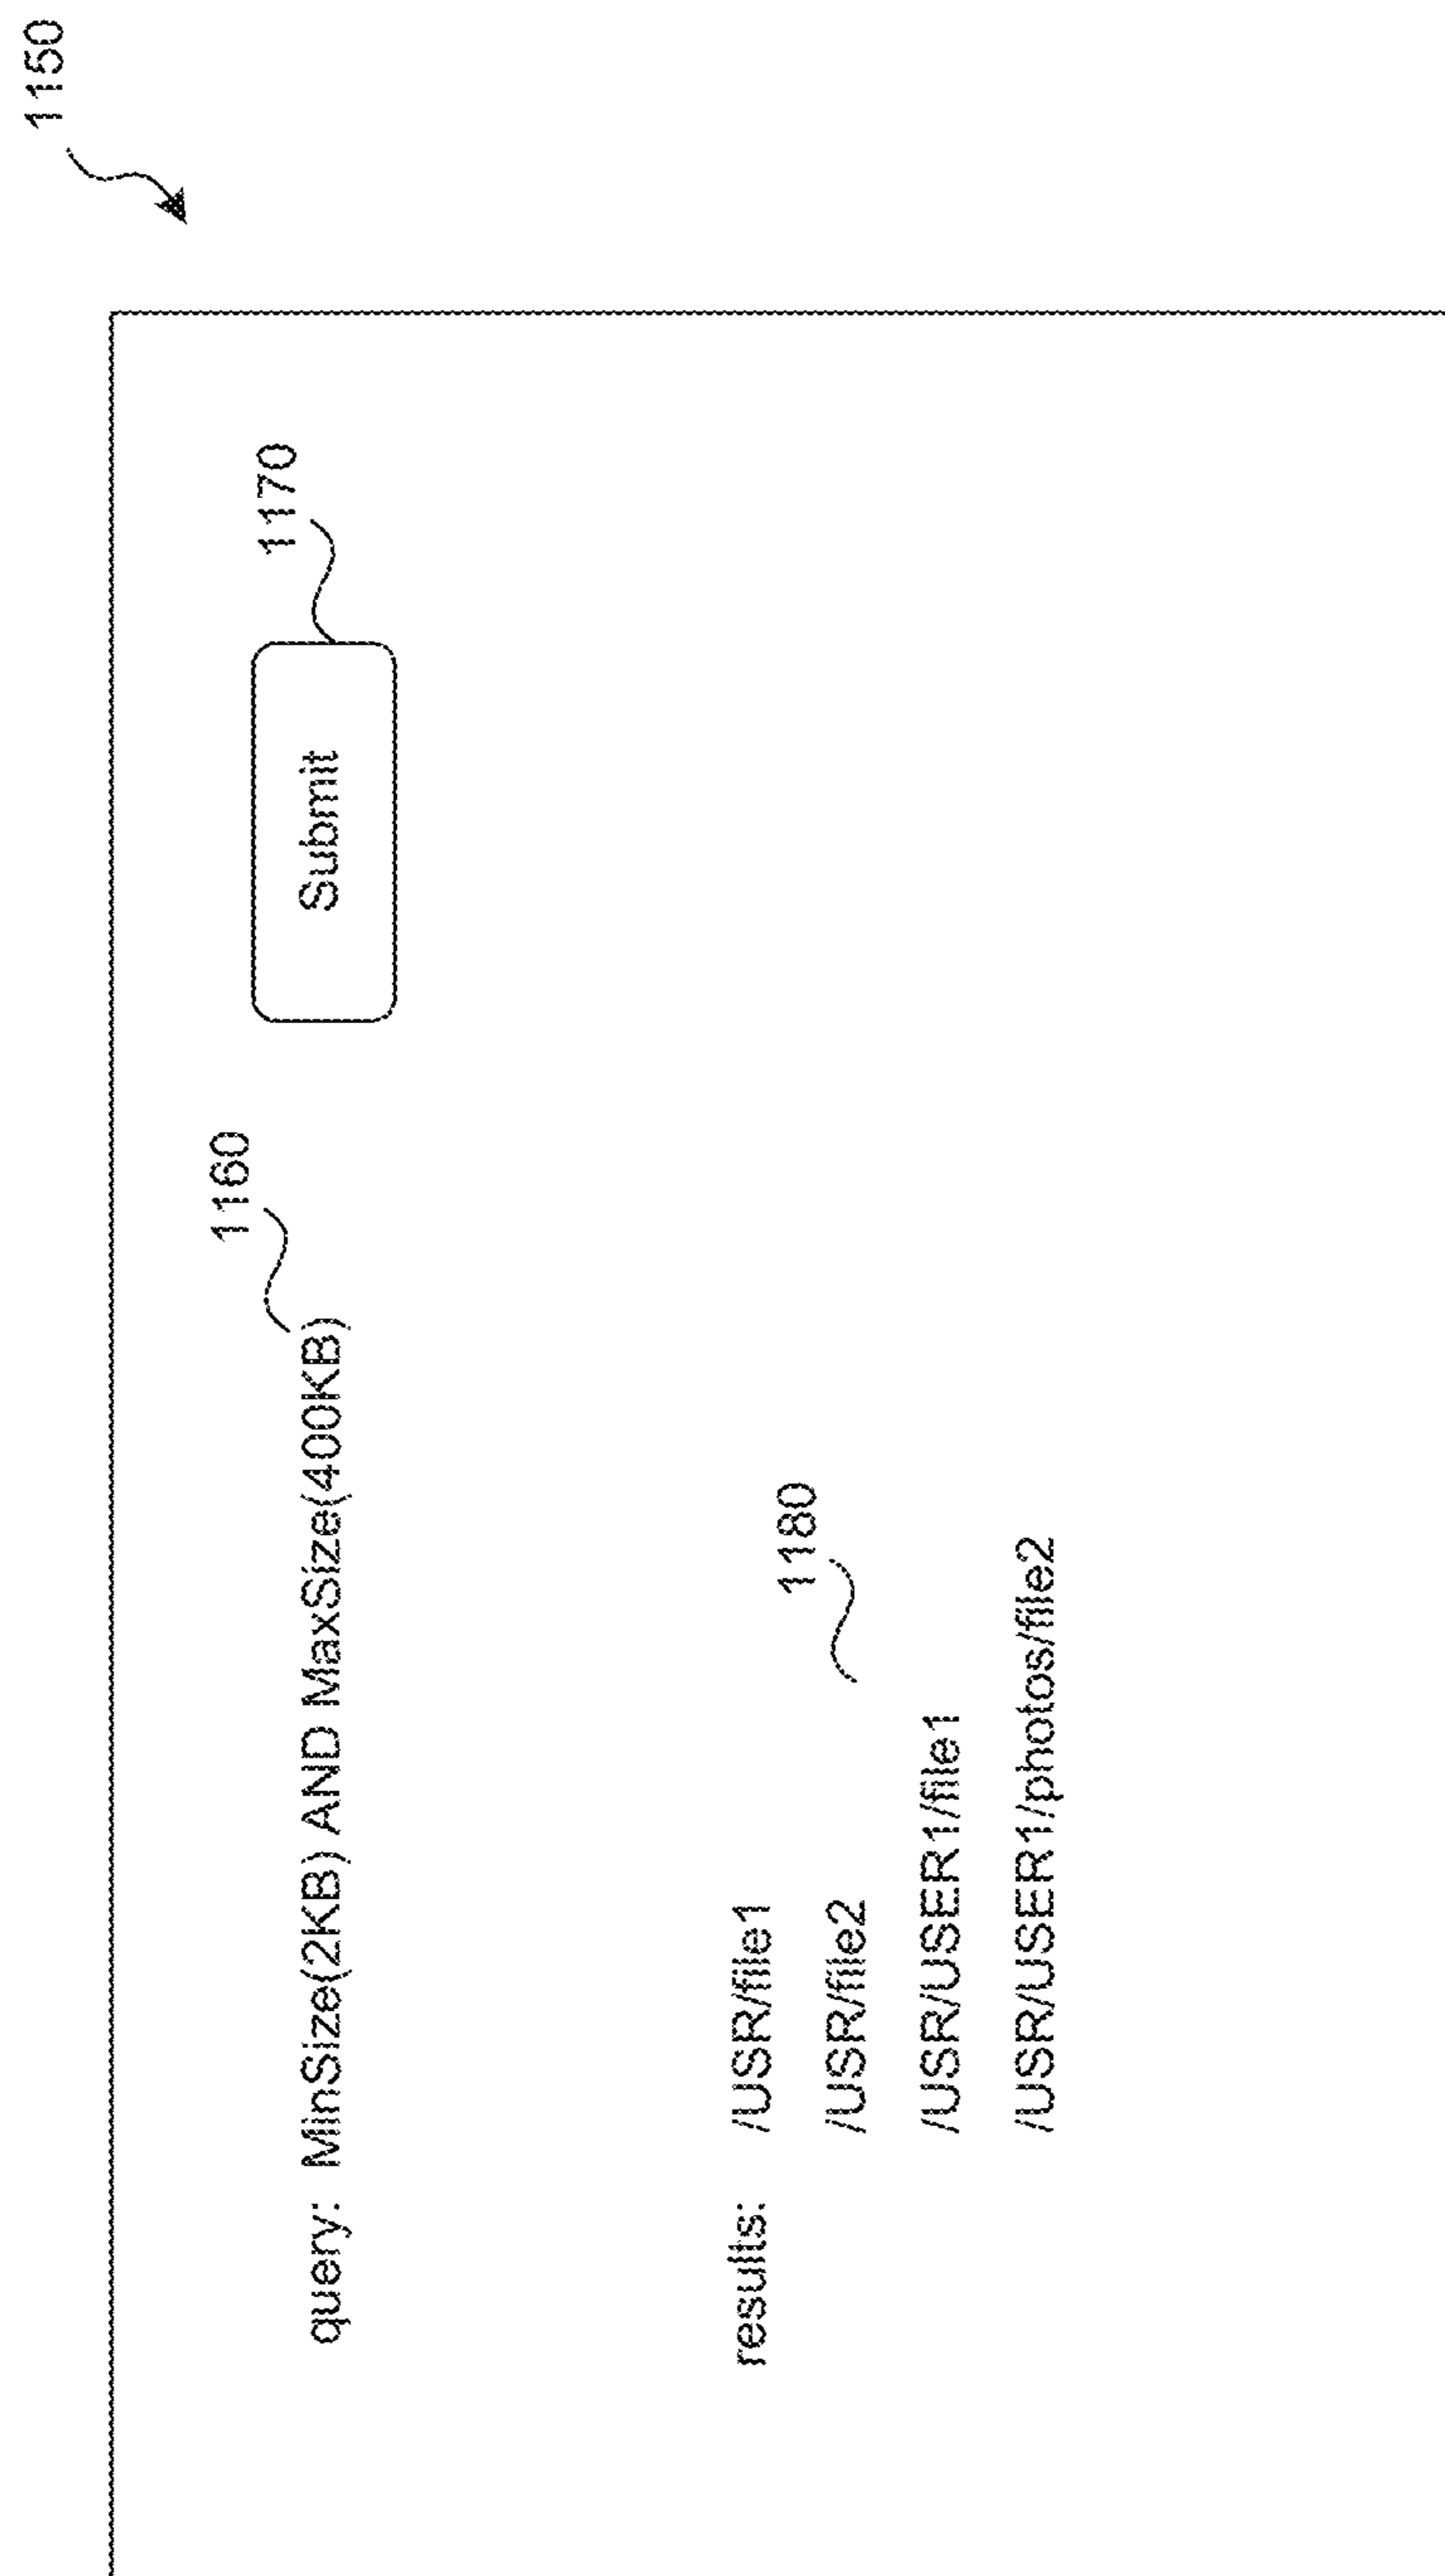 1150
1170
1160
query: MinSize(2KB) AND MaxSize(400KB)
Submit
1180
results: /USR/file1
/USR/file2
/USR/USER1/file1
/USR/USER1/photos/file2